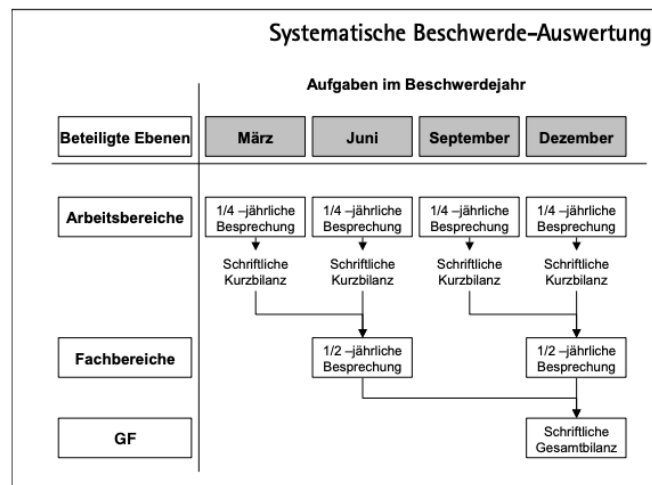 Systematische Beschwerde-Auswertung
Aufgaben im Beschwerdejahr
Beteiligte Ebenen
März
Juni
September
Dezember
Arbeitsbereiche
1/4 –jährliche
Besprechung
1/4 –jährliche
Besprechung
1/4 –jährliche
Besprechung
1/4 –jährliche
Besprechung
Schriftliche
Kurzbilanz
Schriftliche
Kurzbilanz
Schriftliche
Kurzbilanz
Schriftliche
Kurzbilanz
Fachbereiche
1/2 –jährliche
Besprechung
1/2 –jährliche
Besprechung
GF
Schriftliche
Gesamtbilanz